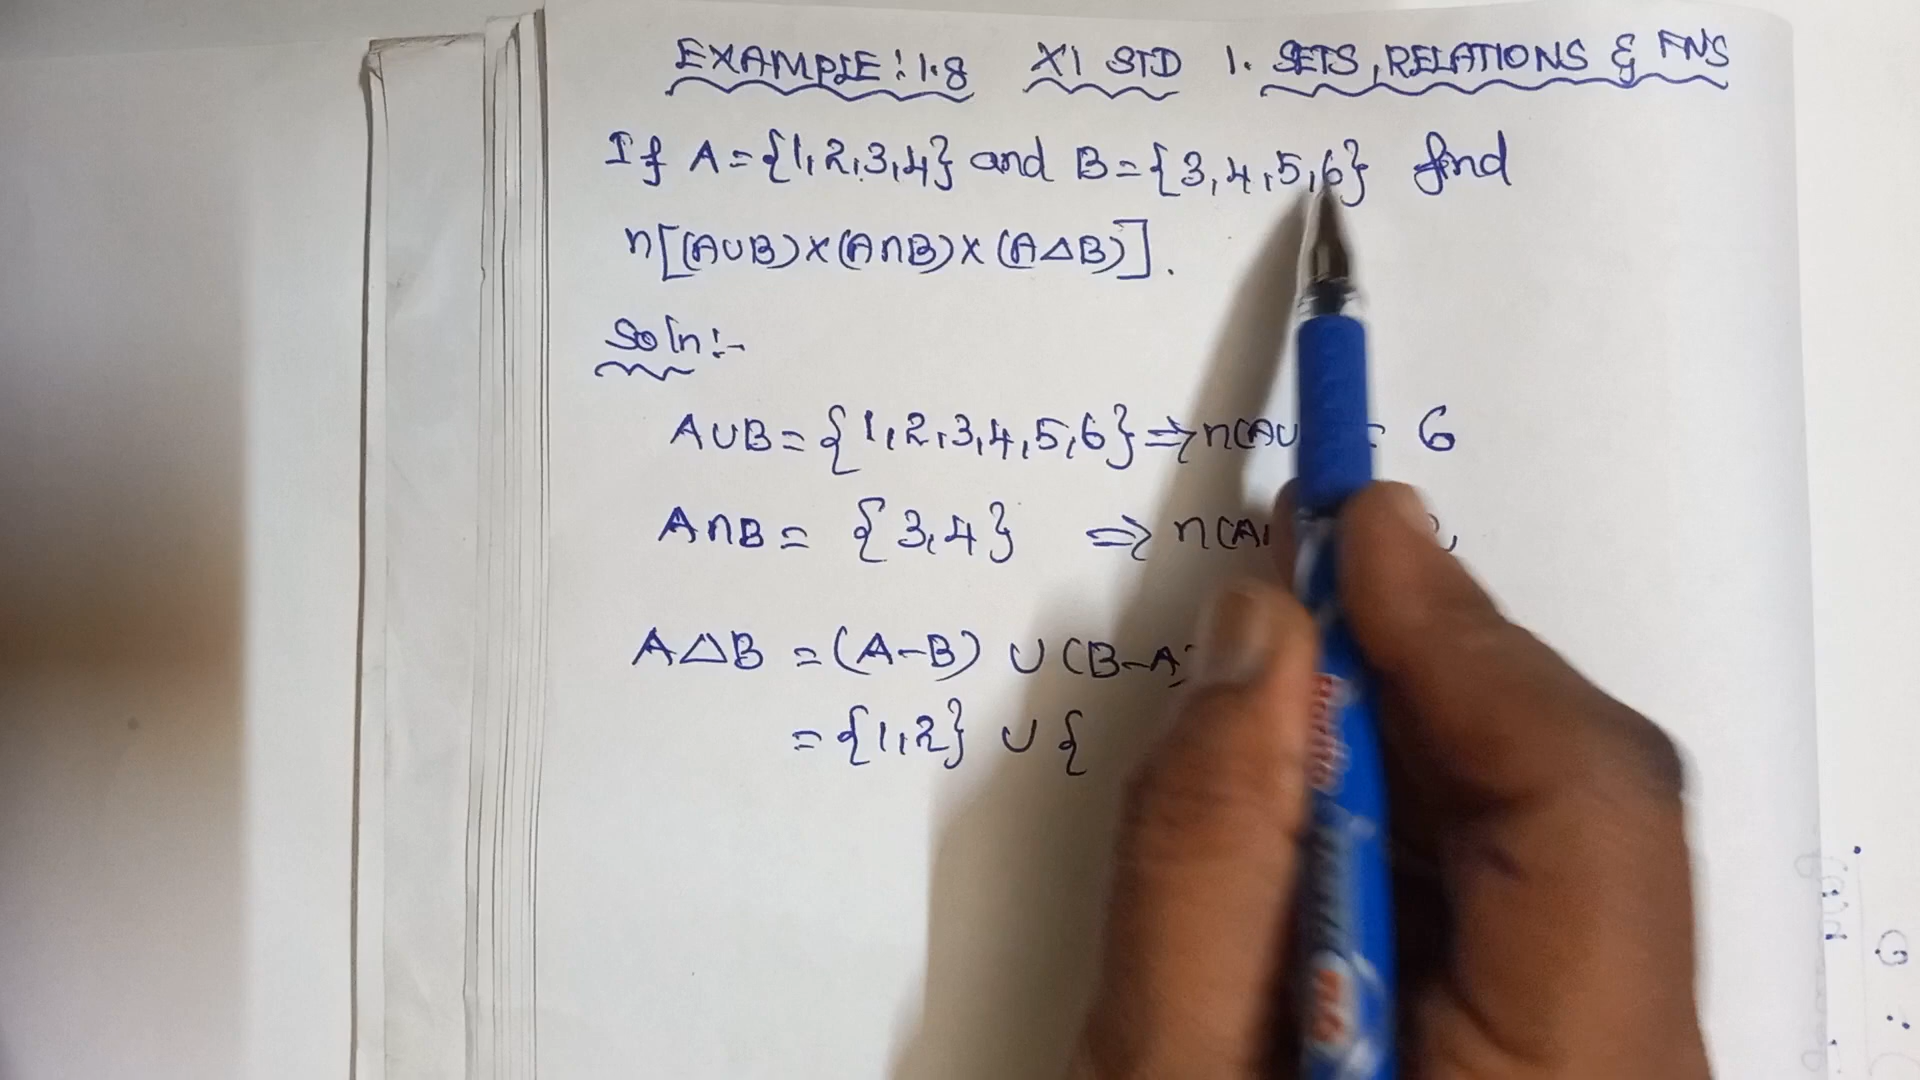 EXAMPLE: 1.8 XI STD 1. SETS, RELATIONS & FNS
If A = {1,2,3,4} and B = {3,4,5,6} find
n[(A∪B)×(A∩B)×(A△B)].
Soln:-
A∪B = {1,2,3,4,5,6} ⇒ n(A∪ = 6
A∩B = {3,4} ⇒ n(A
A△B = (A-B) ∪ (B-A)
= {1,2} ∪ {